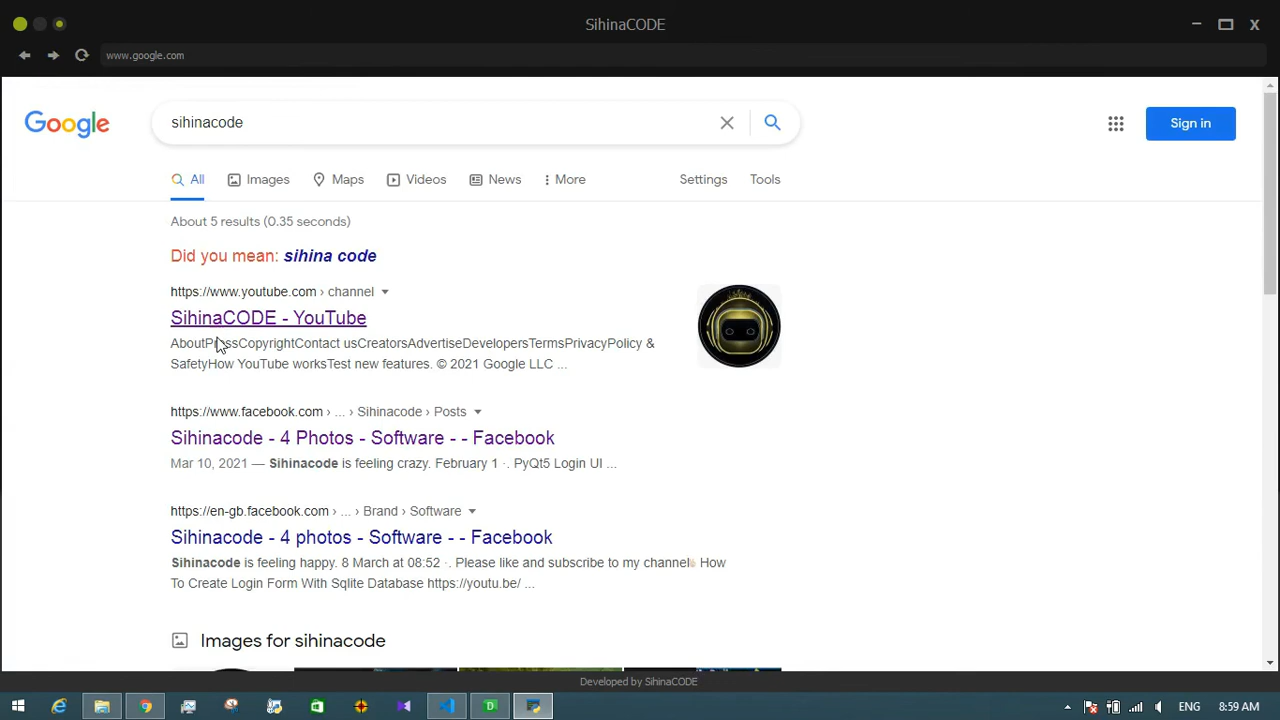 SihinaCODE
www.google.com
Google
sihinacode
Sign in
All
Images
Maps
Videos
News
More
Settings
Tools
About 5 results (0.35 seconds)
Did you mean: sihina code
https://www.youtube.com › channel
SihinaCODE - YouTube
AboutPressCopyrightContact usCreatorsAdvertiseDevelopersTermsPrivacyPolicy &
SafetyHow YouTube worksTest new features. © 2021 Google LLC ...
https://www.facebook.com › ... › Sihinacode › Posts
Sihinacode - 4 Photos - Software - - Facebook
Mar 10, 2021 — Sihinacode is feeling crazy. February 1 ·. PyQt5 Login UI ...
https://en-gb.facebook.com › ... › Brand › Software
Sihinacode - 4 photos - Software - - Facebook
Sihinacode is feeling happy. 8 March at 08:52 ·. Please like and subscribe to my channel👋 How
To Create Login Form With Sqlite Database https://youtu.be/ ...
Images for sihinacode
Developed by SihinaCODE
ENG
8:59 AM